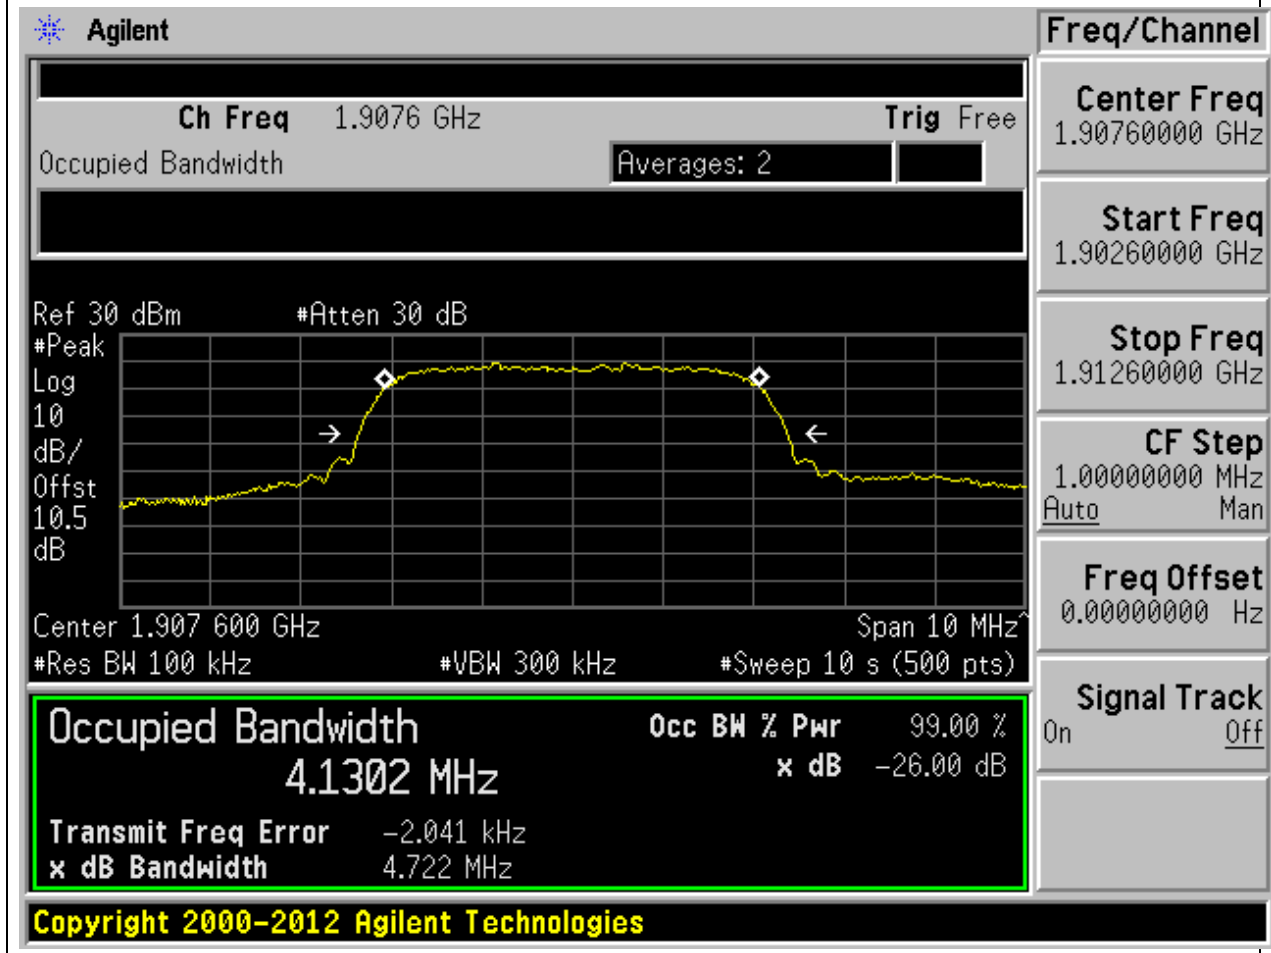 Agilent
Freq/Channel
Ch Freq 1.9076 GHz Trig Free
Occupied Bandwidth Averages: 2
Center Freq
1.90760000 GHz
Start Freq
1.90260000 GHz
Stop Freq
1.91260000 GHz
CF Step
1.00000000 MHz
Auto Man
Freq Offset
0.00000000 Hz
Signal Track
On Off
Ref 30 dBm #Atten 30 dB
#Peak
Log
10
dB/
Offst
10.5
dB
Center 1.907 600 GHz Span 10 MHz^
#Res BW 100 kHz #VBW 300 kHz #Sweep 10 s (500 pts)
Occupied Bandwidth Occ BW % Pwr 99.00 %
4.1302 MHz x dB -26.00 dB
Transmit Freq Error -2.041 kHz
x dB Bandwidth 4.722 MHz
Copyright 2000-2012 Agilent Technologies